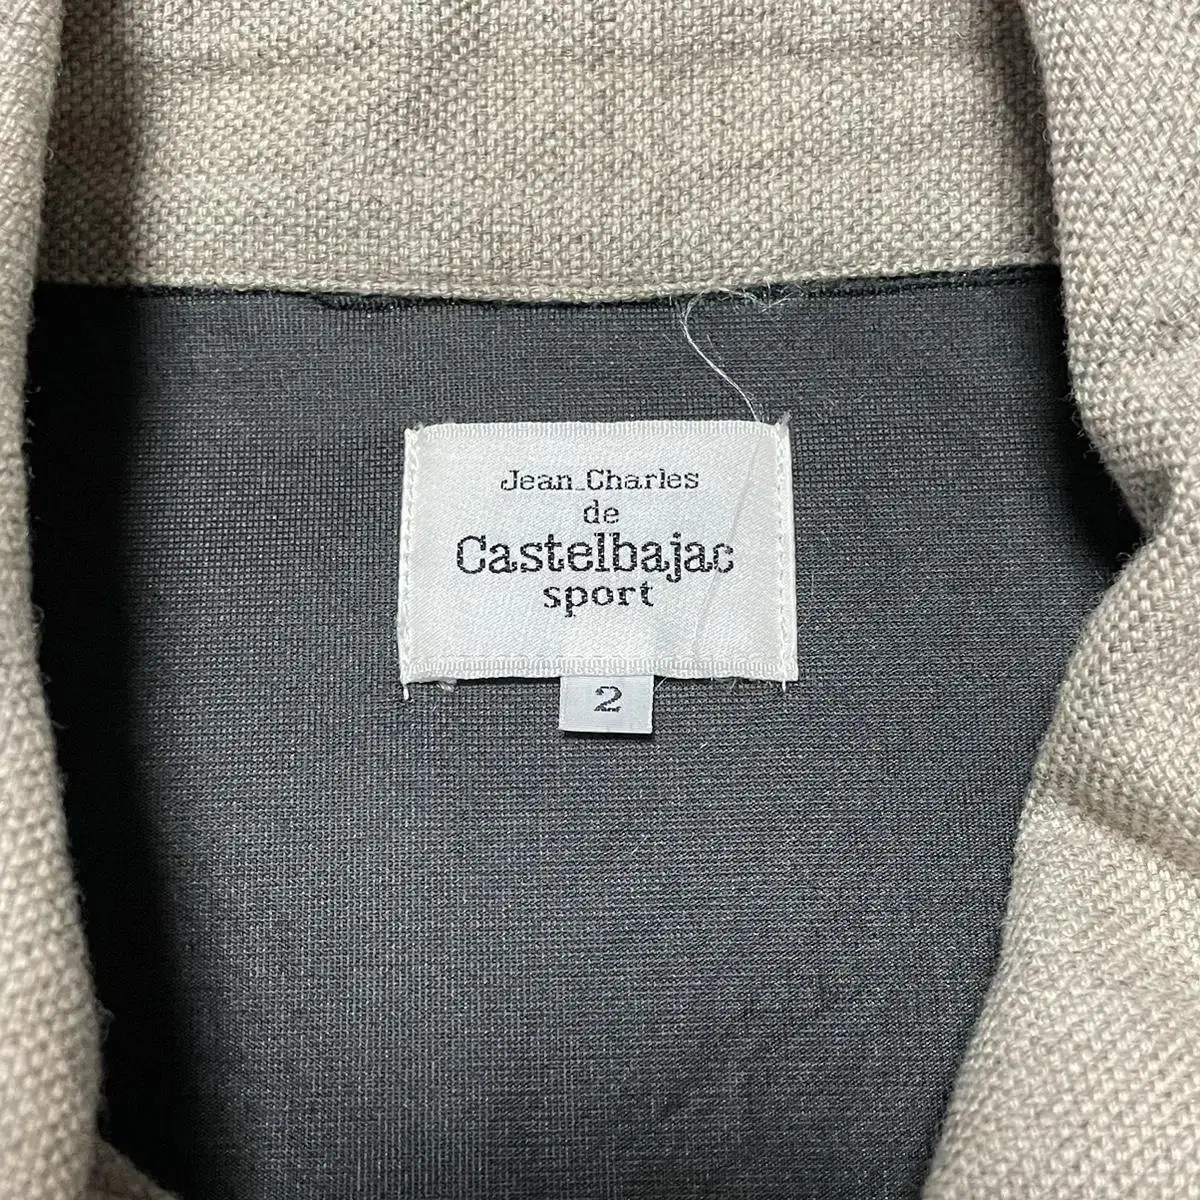 Jean_Charles
de
Castelbajac
sport
2